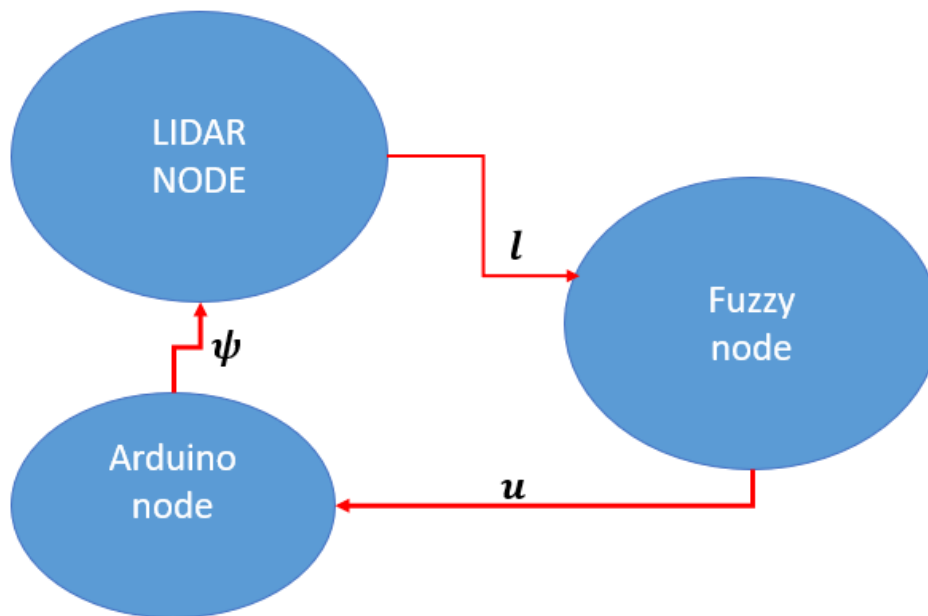 LIDAR
NODE
l
Fuzzy
node
ψ
Arduino
node
u